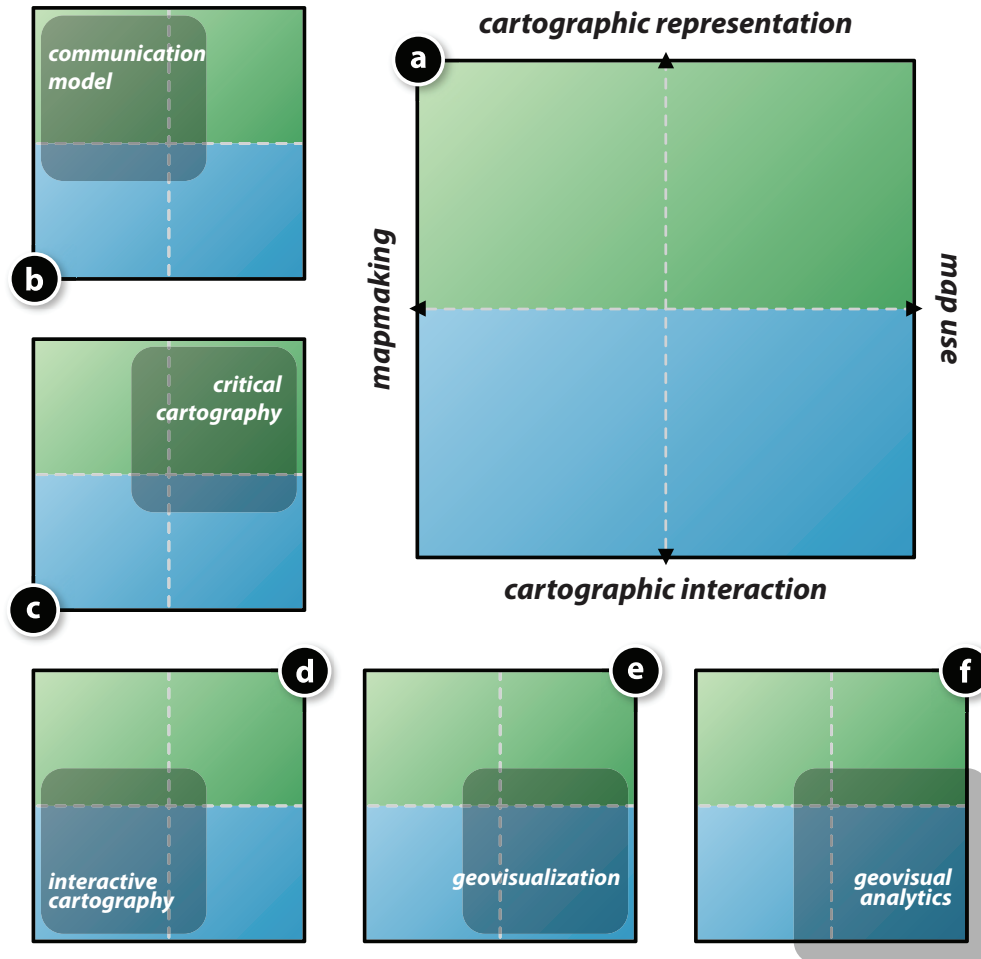 communication
model
b
cartographic representation
a
mapmaking
map use
cartographic interaction
critical
cartography
c
d
interactive
cartography
e
geovisualization
f
geovisual
analytics